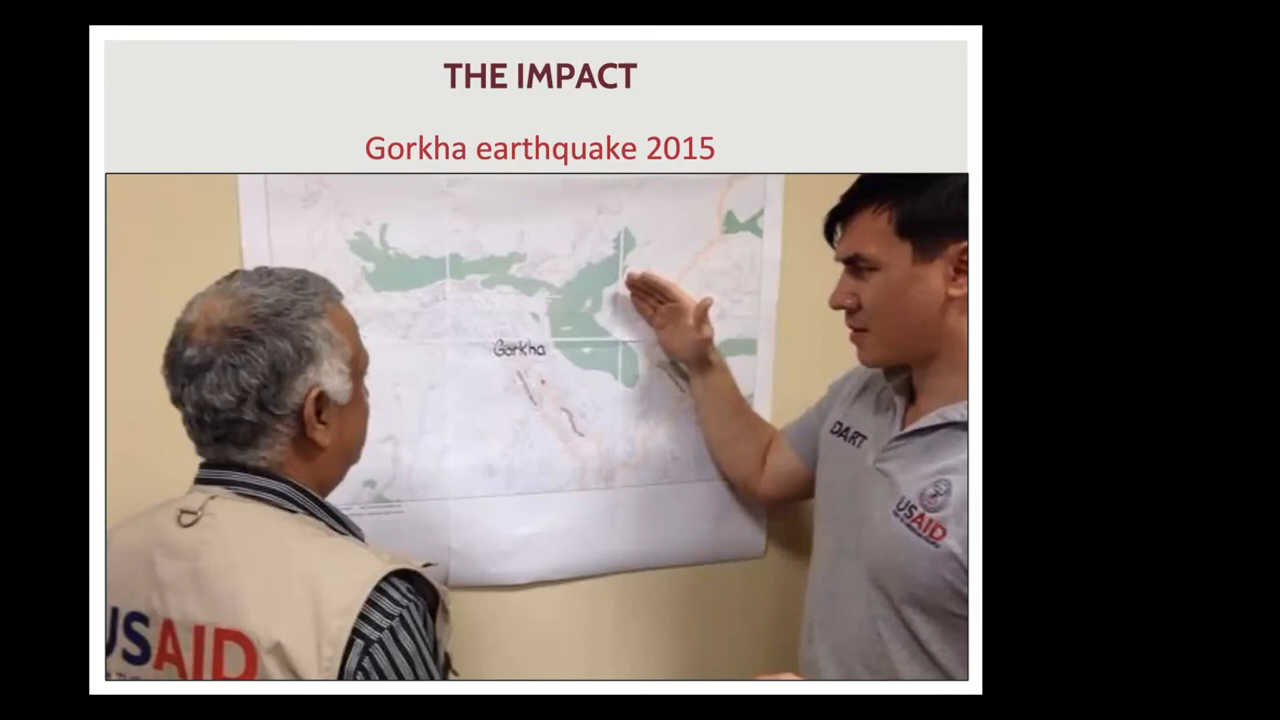 THE IMPACT
Gorkha earthquake 2015
Gorkha
DART
USAID
USAID